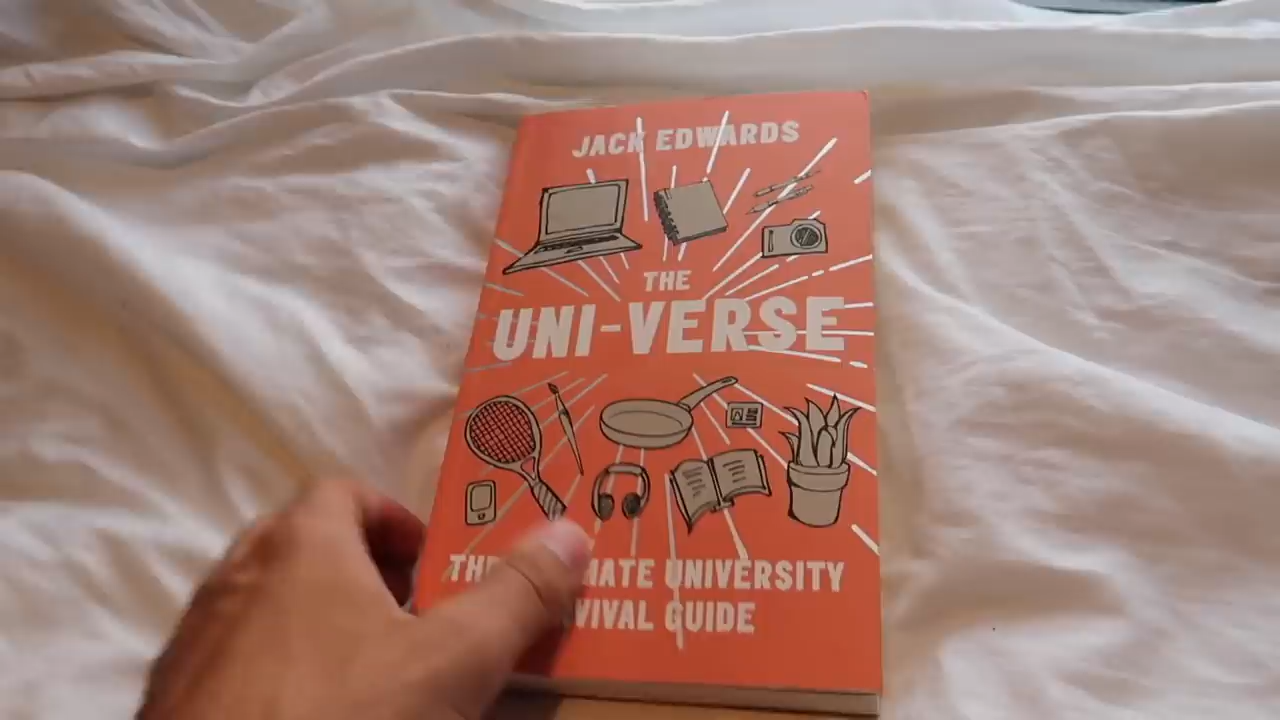 JACK EDWARDS
THE
UNI-VERSE
THE UNIVERSITY
GUIDE